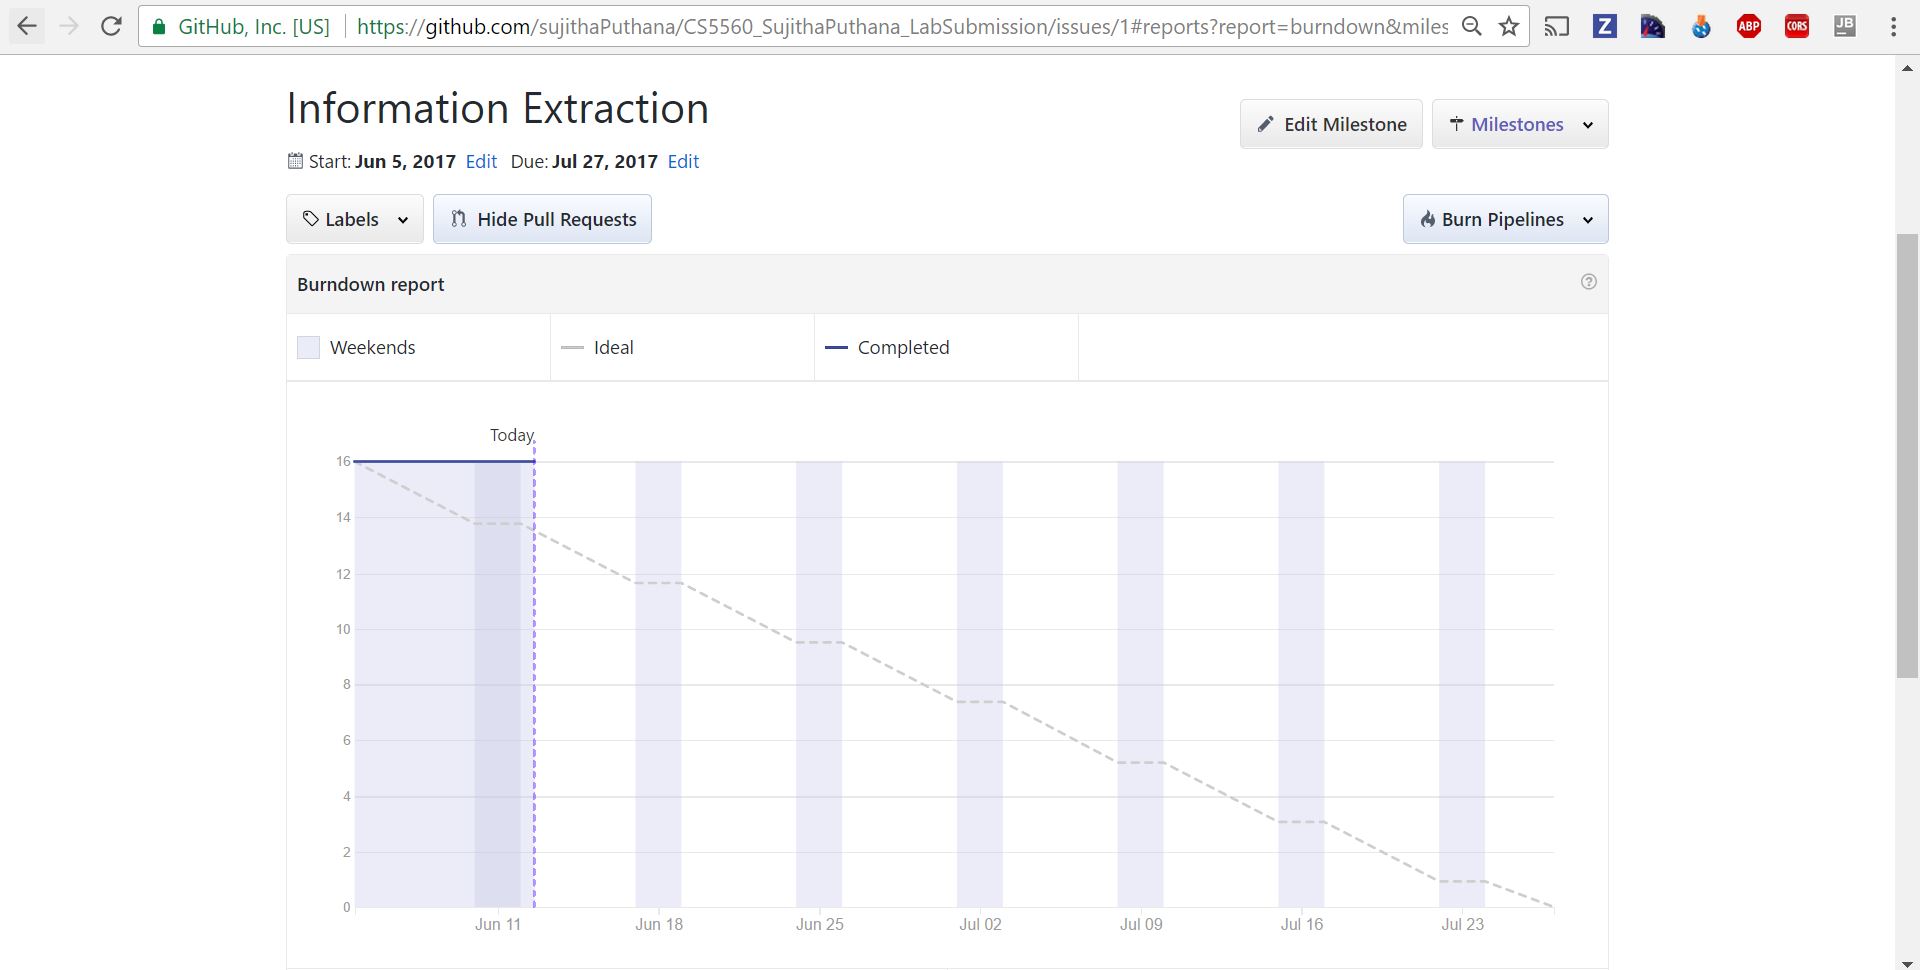 GitHub, Inc. [US] https://github.com/sujithaPuthana/CS5560_SujithaPuthana_LabSubmission/issues/1#reports?report=burndown&miles
Z ABP CORS JB
Information Extraction
Edit Milestone Milestones
Start: Jun 5, 2017 Edit Due: Jul 27, 2017 Edit
Labels Hide Pull Requests Burn Pipelines
Burndown report ?
Weekends Ideal Completed
Today
16
14
12
10
8
6
4
2
0
Jun 11 Jun 18 Jun 25 Jul 02 Jul 09 Jul 16 Jul 23